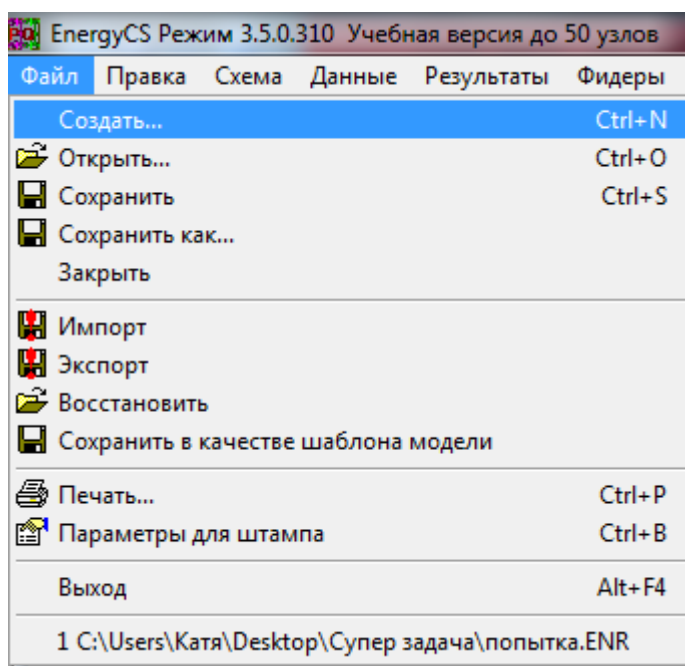 EnergyCS Режим 3.5.0.310 Учебная версия до 50 узлов
Файл Правка Схема Данные Результаты Фидеры
Создать... Ctrl+N
Открыть... Ctrl+O
Сохранить Ctrl+S
Сохранить как...
Закрыть
Импорт
Экспорт
Восстановить
Сохранить в качестве шаблона модели
Печать... Ctrl+P
Параметры для штампа Ctrl+B
Выход Alt+F4
1 C:\Users\Катя\Desktop\Супер задача\попытка.ENR